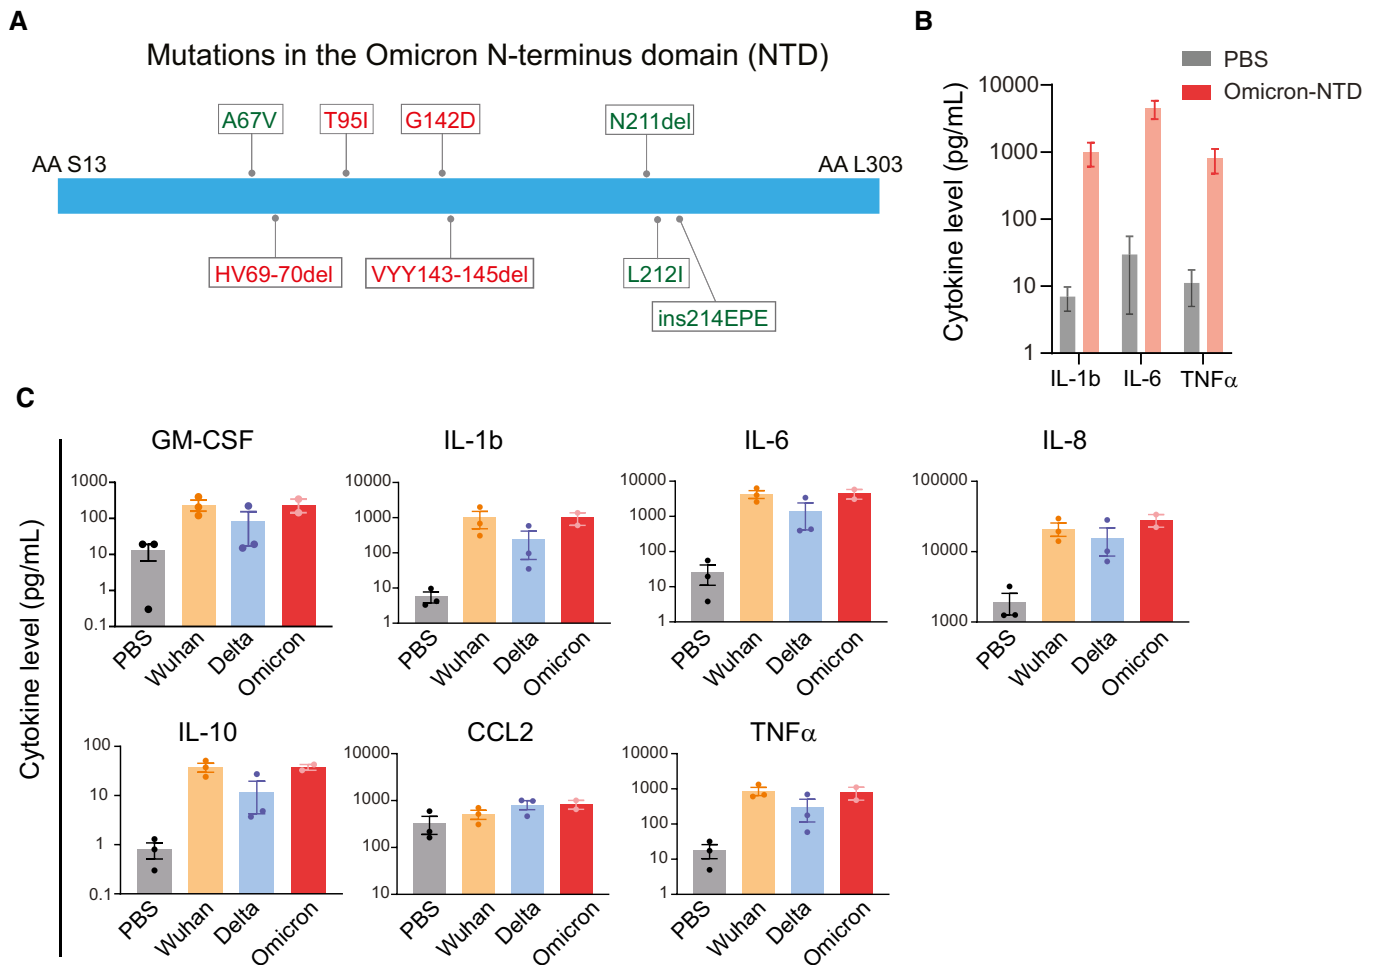 A
Mutations in the Omicron N-terminus domain (NTD)
A67V
T95I
G142D
N211del
AA S13
AA L303
HV69-70del
VYY143-145del
L212I
ins214EPE
B
PBS
Omicron-NTD
Cytokine level (pg/mL)
10000
1000
100
10
1
IL-1b
IL-6
TNFα
C
Cytokine level (pg/mL)
GM-CSF
1000
100
10
1
0.1
PBS
Wuhan
Delta
Omicron
IL-1b
10000
1000
100
10
1
PBS
Wuhan
Delta
Omicron
IL-6
10000
1000
100
10
1
PBS
Wuhan
Delta
Omicron
IL-8
100000
10000
1000
PBS
Wuhan
Delta
Omicron
IL-10
100
10
1
0.1
PBS
Wuhan
Delta
Omicron
CCL2
10000
1000
100
10
PBS
Wuhan
Delta
Omicron
TNFα
10000
1000
100
10
1
PBS
Wuhan
Delta
Omicron